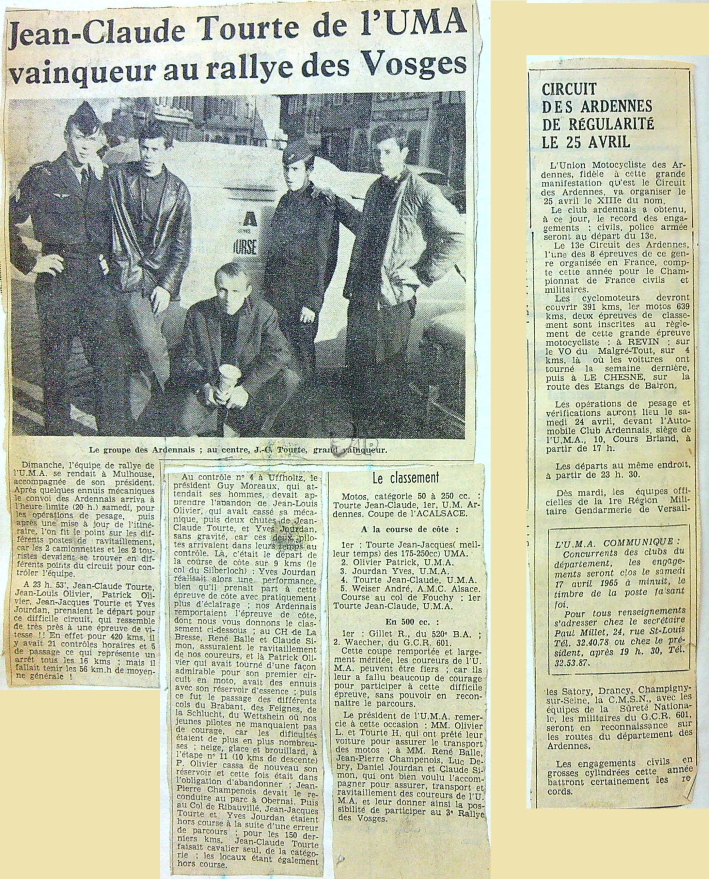 Jean-Claude Tourte de l'UMA
vainqueur au rallye des Vosges
A
OURSE
Le groupe des Ardennais ; au centre, J.-C. Tourte, grand vainqueur.
Dimanche, l'équipe de rallye de
l'U.M.A. se rendait à Mulhouse,
accompagnée de son président.
Après quelques ennuis mécaniques
le convoi des Ardennais arriva à
l'heure limite (20 h.) samedi, pour
les opérations de pesage, puis
après une mise à jour de l'itiné-
raire, l'on fit le point sur les dif-
férents postes de ravitaillement,
car les 2 camionnettes et les 2 tou-
ristes devaient se trouver en dif-
férents points du circuit pour con-
trôler l'équipe.
A 23 h. 53', Jean-Claude Tourte,
Jean-Louis Olivier, Patrick Oli-
vier, Jean-Jacques Tourte et Yves
Jourdan, prenaient le départ pour
ce difficile circuit, qui ressemble
de très près à une épreuve de vi-
tesse !! En effet pour 420 kms, il
y avait 21 contrôles horaires et 5
de passage ce qui représente un
arrêt tous les 16 kms ; mais il
fallait tenir les 56 km.h de moyen-
ne générale !
Au contrôle n° 4 à Uffholtz, le
président Guy Moreaux, qui at-
tendait ses hommes, devait ap-
prendre l'abandon de Jean-Louis
Olivier, qui avait cassé sa méca-
nique, puis deux chutes de Jean-
Claude Tourte, et Yves Jourdan,
sans gravité, car ces deux pilo-
tes arrivaient dans leurs temps au
contrôle. Là, c'était le départ de
la course de côte sur 9 kms (le
col du Silberloch) : Yves Jourdan
réalisait alors une performance,
bien qu'il prenait part à cette
épreuve de côte avec pratiquement
plus d'éclairage ; nos Ardennais
remportaient l'épreuve de côte,
dont nous vous donnons le clas-
sement ci-dessous ; au CH de La
Bresse, René Balle et Claude Si-
mon, assuraient le ravitaillement
de nos coureurs, et la Patrick Oli-
vier qui avait tourné d'une façon
admirable pour son premier cir-
cuit en moto, avait des ennuis
avec son réservoir d'essence ; puis
ce fut le passage des différents
cols du Brabant, des Feignes, de
la Schlucht, du Wetshein où nos
jeunes pilotes ne manquaient pas
de courage, car les dificultés
étaient de plus en plus nombreu-
ses ; neige, glace et brouillard, à
l'étape n° 11 (10 kms de descente)
P. Olivier cassa de nouveau son
réservoir et cette fois était dans
l'obligation d'abandonner ; Jean-
Pierre Champenois devait le re-
conduire au parc à Obernai. Puis
au Col de Ribauvillé, Jean-Jacques
Tourte et Yves Jourdan étaient
hors course à la suite d'une erreur
de parcours ; pour les 150 der-
niers kms, Jean-Claude Tourte
faisait cavalier seul, de la catégo-
rie ; les locaux étant également
hors course.
Le classement
Motos, catégorie 50 à 250 cc. :
Tourte Jean-Claude, 1er, U.M. Ar-
dennes. Coupe de l'ACALSACE.
A la course de côte :
1er : Tourte Jean-Jacques( meil-
leur temps) des 175-250cc) UMA.
2. Olivier Patrick, U.M.A.
3. Jourdan Yves, U.M.A.
4. Tourte Jean-Claude, U.M.A.
5. Weiser André, A.M.C. Alsace.
Course au col de Fouchy ; 1er
Tourte Jean-Claude, U.M.A.
En 500 cc. :
1er : Gillet R., du 520° B.A. ;
2. Waecher, du G.C.R. 601.
Cette coupe remportée et large-
ment méritée, les coureurs de l'U.
M.A. peuvent être fiers ; car ils
leur a fallu beaucoup de courage
pour participer à cette difficile
épreuve, sans pouvoir en recon-
naître le parcours.
Le président de l'U.M.A. remer-
cie à cette occasion : MM. Olivier
L. et Tourte H. qui ont prêté leur
voiture pour assurer le transport
des motos ; à MM. René Balle,
Jean-Pierre Champenois, Luc De-
bry, Daniel Jourdan et Claude Si-
mon, qui ont bien voulu l'accom-
pagner pour assurer, transport et
ravitaillement des coureurs de l'U.
M.A. et leur donner ainsi la pos-
sibilité de participer au 3e Rallye
des Vosges.
CIRCUIT
DES ARDENNES
DE RÉGULARITÉ
LE 25 AVRIL
L'Union Motocycliste des Ar-
dennes, fidèle à cette grande
manifestation qu'est le Circuit
des Ardennes, va organiser le
25 avril le XIIIe du nom.
Le club ardennais a obtenu,
à ce jour, le record des enga-
gements ; civils, police armée
seront au départ du 13e.
Le 13e Circuit des Ardennes,
l'une des 8 épreuves de ce gen-
re organisée en France, comp-
te cette année pour le Cham-
pionnat de France civils et
militaires.
Les cyclomoteurs devront
couvrir 391 kms, les motos 639
kms, deux épreuves de classe-
ment sont inscrites au règle-
ment de cette grande épreuve
motocycliste : à REVIN : sur
le VO du Malgré-Tout, sur 4
kms, là où les voitures ont
tourné la semaine dernière,
puis à LE CHESNE, sur la
route des Etangs de Bairon,
Les opérations de pesage et
vérifications auront lieu le sa-
medi 24 avril, devant l'Auto-
mobile Club Ardennais, siège de
l'U.M.A., 10, Cours Briand, à
partir de 17 h.
Les départs au même endroit,
à partir de 23 h. 30.
Dès mardi, les équipes offi-
cielles de la 1re Région Mili-
taire Gendarmerie de Versail-
L'U.M.A. COMMUNIQUE :
Concurrents des clubs du
département, les engage-
ments seront clos le samedi
17 avril 1965 à minuit, le
timbre de la poste faisant
foi.
Pour tous renseignements
s'adresser chez le secrétaire
Paul Millet, 24, rue St-Louis
Tél. 32.40.78 ou chez le pré-
sident, après 19 h. 30, Tél.
32.53.87.
les Satory, Drancy, Champigny-
sur-Seine, la C.M.S.N., avec les
équipes de la Sûreté Nationa-
le, les militaires du G.C.R. 601,
seront en reconnaissance sur
les routes du département des
Ardennes.
Les engagements civils en
grosses cylindrées cette année
battront certainement les re
cords.